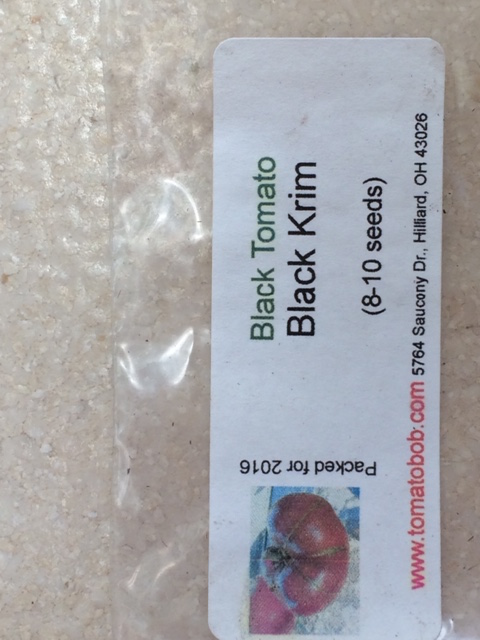 Black Tomato
Black Krim
(8-10 seeds)
www.tomatobob.com 5764 Saucony Dr., Hilliard, OH 43026
Packed for 2016